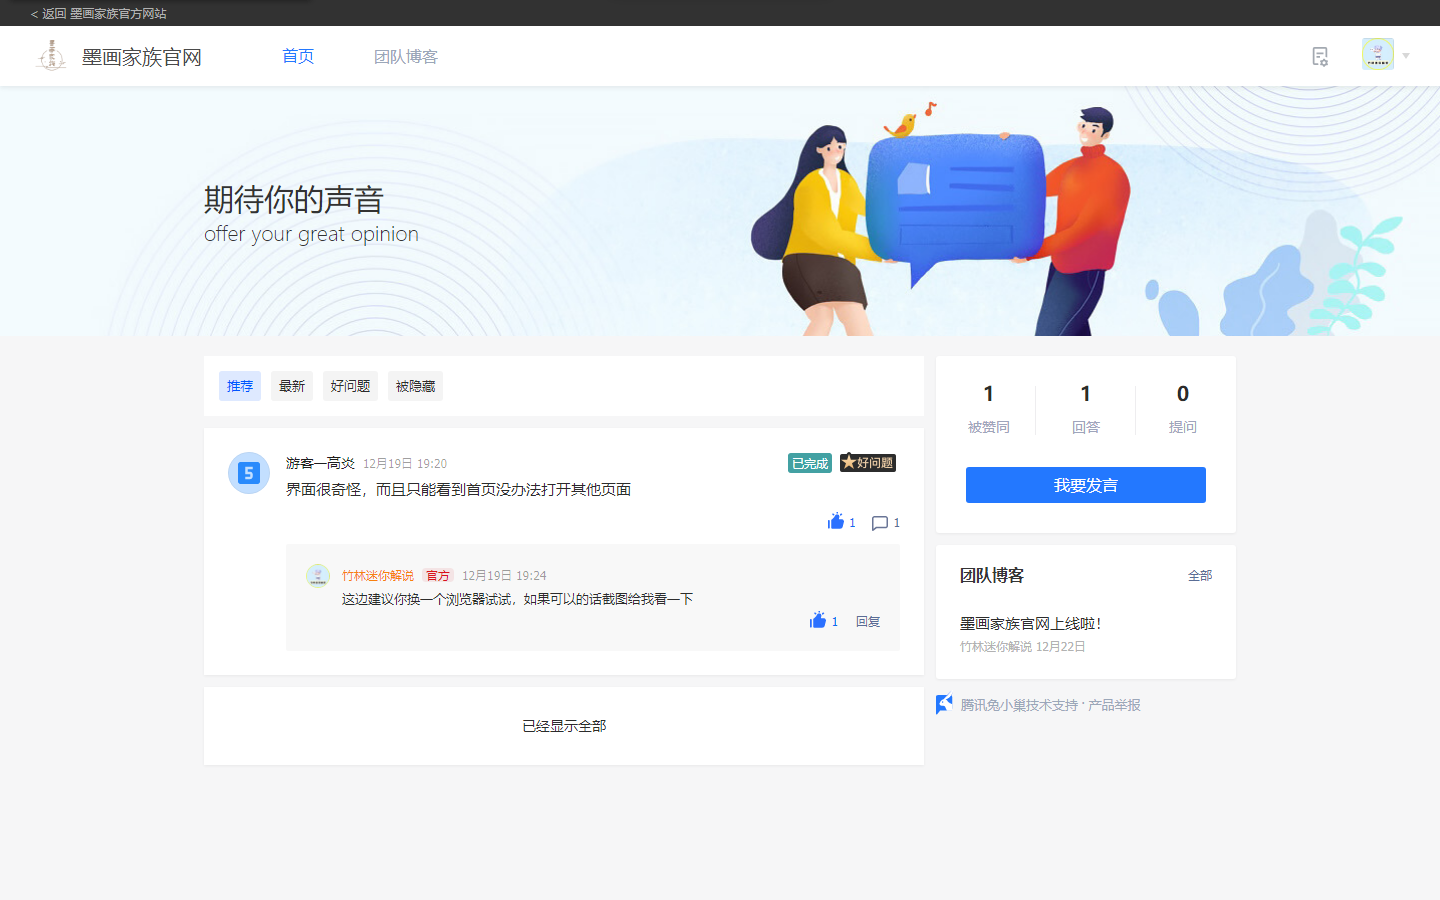 < 返回 墨画家族官方网站
墨画家族官网
首页
团队博客
期待你的声音
offer your great opinion
推荐
最新
好问题
被隐藏
5
游客—高炎 12月19日 19:20
已完成
好问题
界面很奇怪，而且只能看到首页没办法打开其他页面
1
1
竹林迷你解说 官方 12月19日 19:24
这边建议你换一个浏览器试试，如果可以的话截图给我看一下
1
回复
已经显示全部
1
被赞同
1
回答
0
提问
我要发言
团队博客
全部
墨画家族官网上线啦！
竹林迷你解说 12月22日
腾讯兔小巢技术支持 · 产品举报